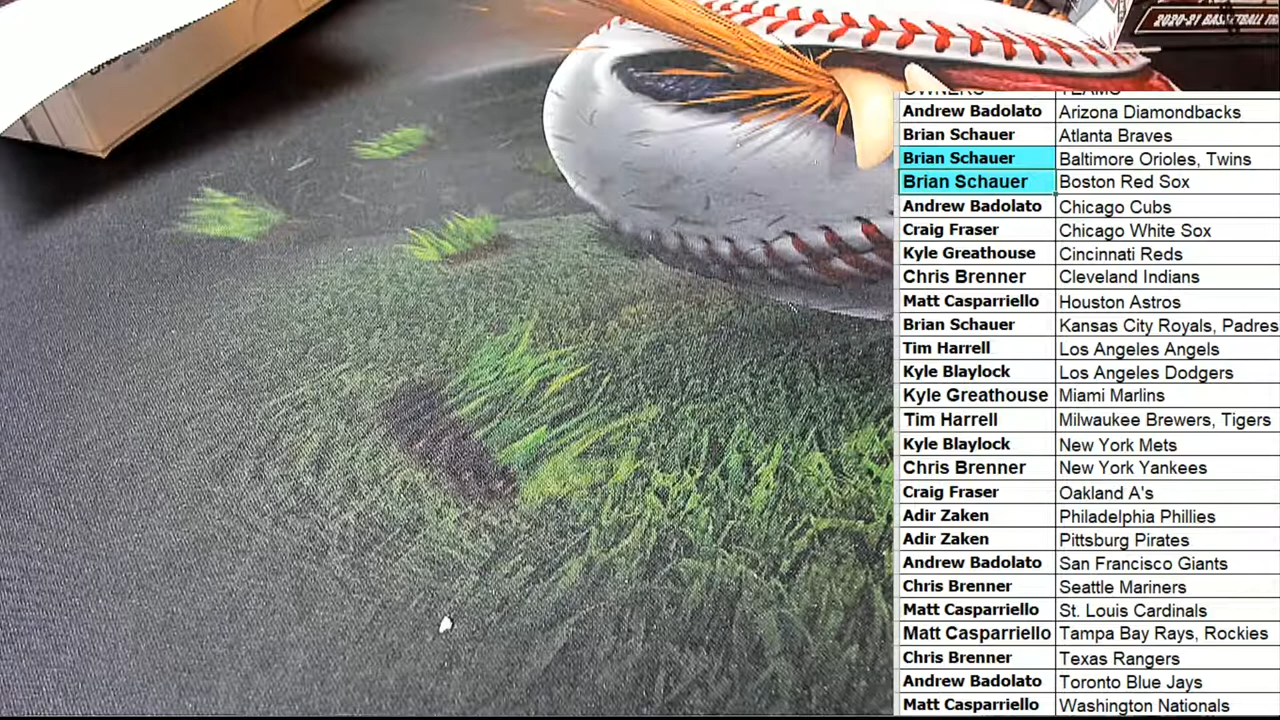 2020-21 BASKETBALL
OWNERS TEAMS
Andrew Badolato Arizona Diamondbacks
Brian Schauer Atlanta Braves
Brian Schauer Baltimore Orioles, Twins
Brian Schauer Boston Red Sox
Andrew Badolato Chicago Cubs
Craig Fraser Chicago White Sox
Kyle Greathouse Cincinnati Reds
Chris Brenner Cleveland Indians
Matt Casparriello Houston Astros
Brian Schauer Kansas City Royals, Padres
Tim Harrell Los Angeles Angels
Kyle Blaylock Los Angeles Dodgers
Kyle Greathouse Miami Marlins
Tim Harrell Milwaukee Brewers, Tigers
Kyle Blaylock New York Mets
Chris Brenner New York Yankees
Craig Fraser Oakland A's
Adir Zaken Philadelphia Phillies
Adir Zaken Pittsburg Pirates
Andrew Badolato San Francisco Giants
Chris Brenner Seattle Mariners
Matt Casparriello St. Louis Cardinals
Matt Casparriello Tampa Bay Rays, Rockies
Chris Brenner Texas Rangers
Andrew Badolato Toronto Blue Jays
Matt Casparriello Washington Nationals